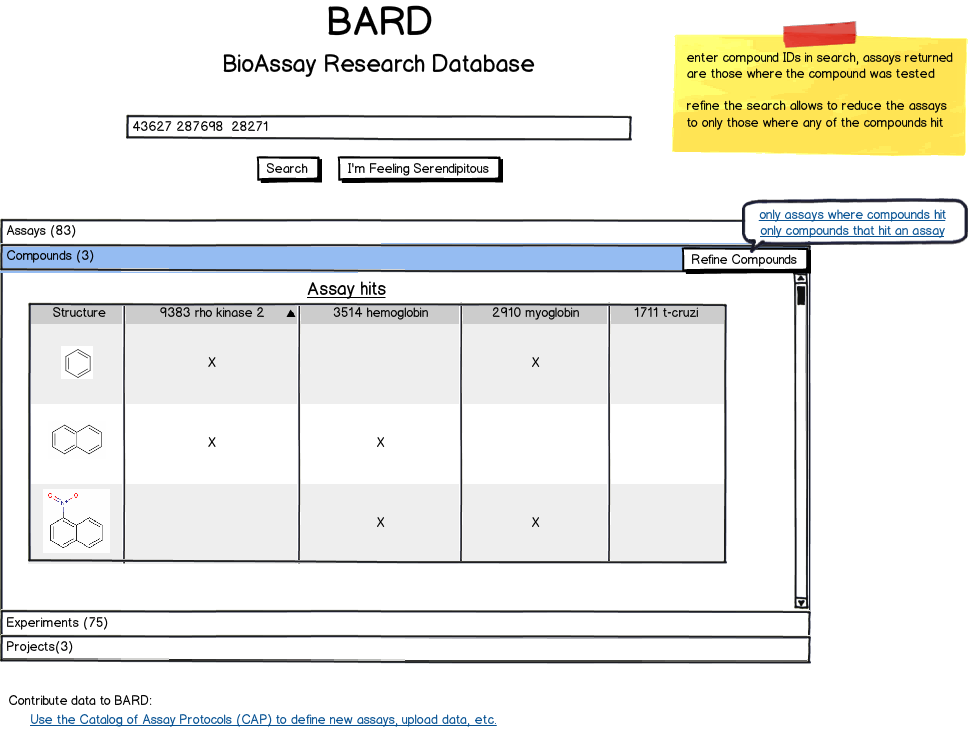 BARD
BioAssay Research Database
enter compound IDs in search, assays returned
are those where the compound was tested
refine the search allows to reduce the assays
to only those where any of the compounds hit
43627 287698  28271
Search
I'm Feeling Serendipitous
only assays where compounds hit
only compounds that hit an assay
Assays (83)
Compounds (3)
Refine Compounds
Assay hits
Structure 9383 rho kinase 2 3514 hemoglobin 2910 myoglobin 1711 t-cruzi
X X
X X
O O
N+
X X
Experiments (75)
Projects(3)
Contribute data to BARD:
Use the Catalog of Assay Protocols (CAP) to define new assays, upload data, etc.